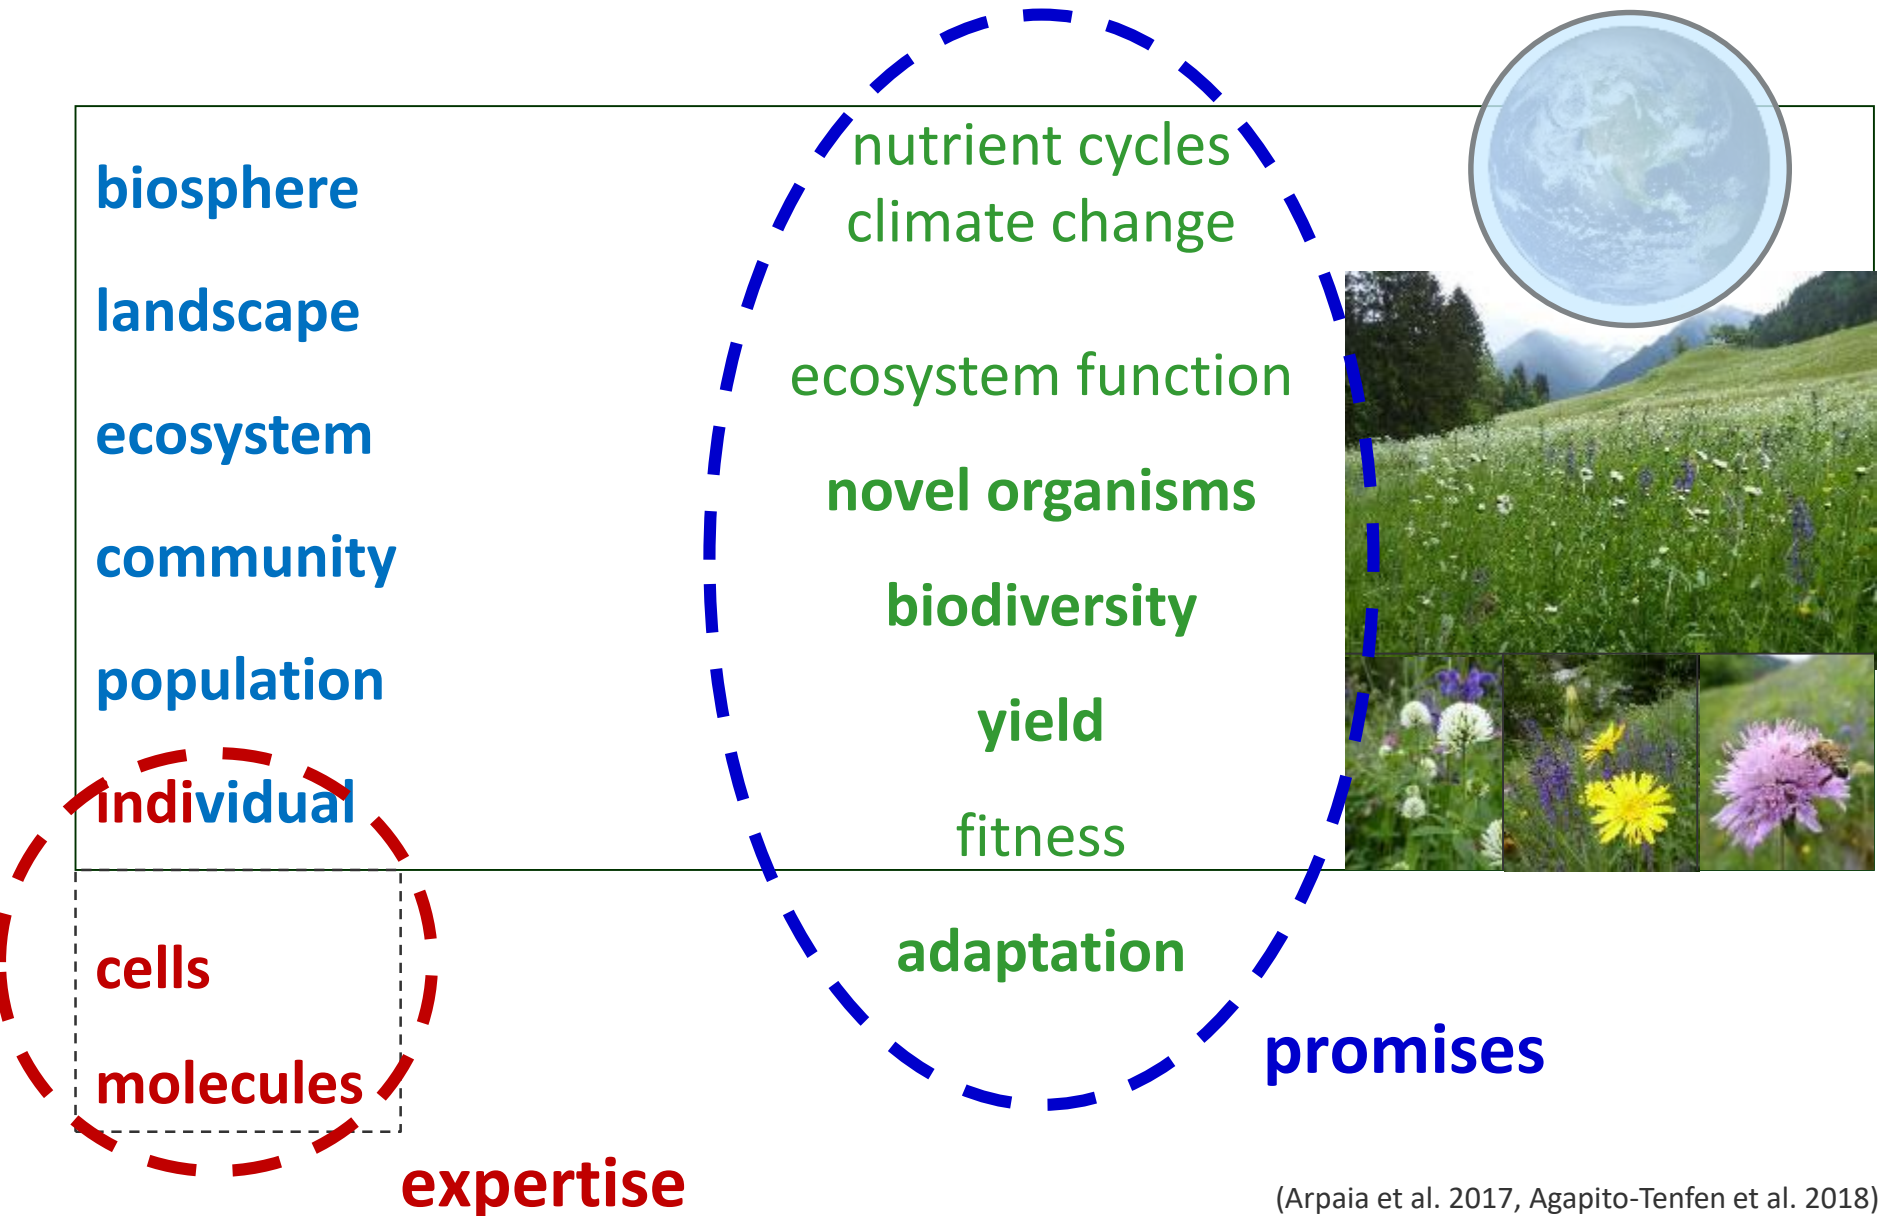 biosphere
landscape
ecosystem
community
population
individual
cells
molecules
expertise
nutrient cycles
climate change
ecosystem function
novel organisms
biodiversity
yield
fitness
adaptation
promises
(Arpaia et al. 2017, Agapito-Tenfen et al. 2018)